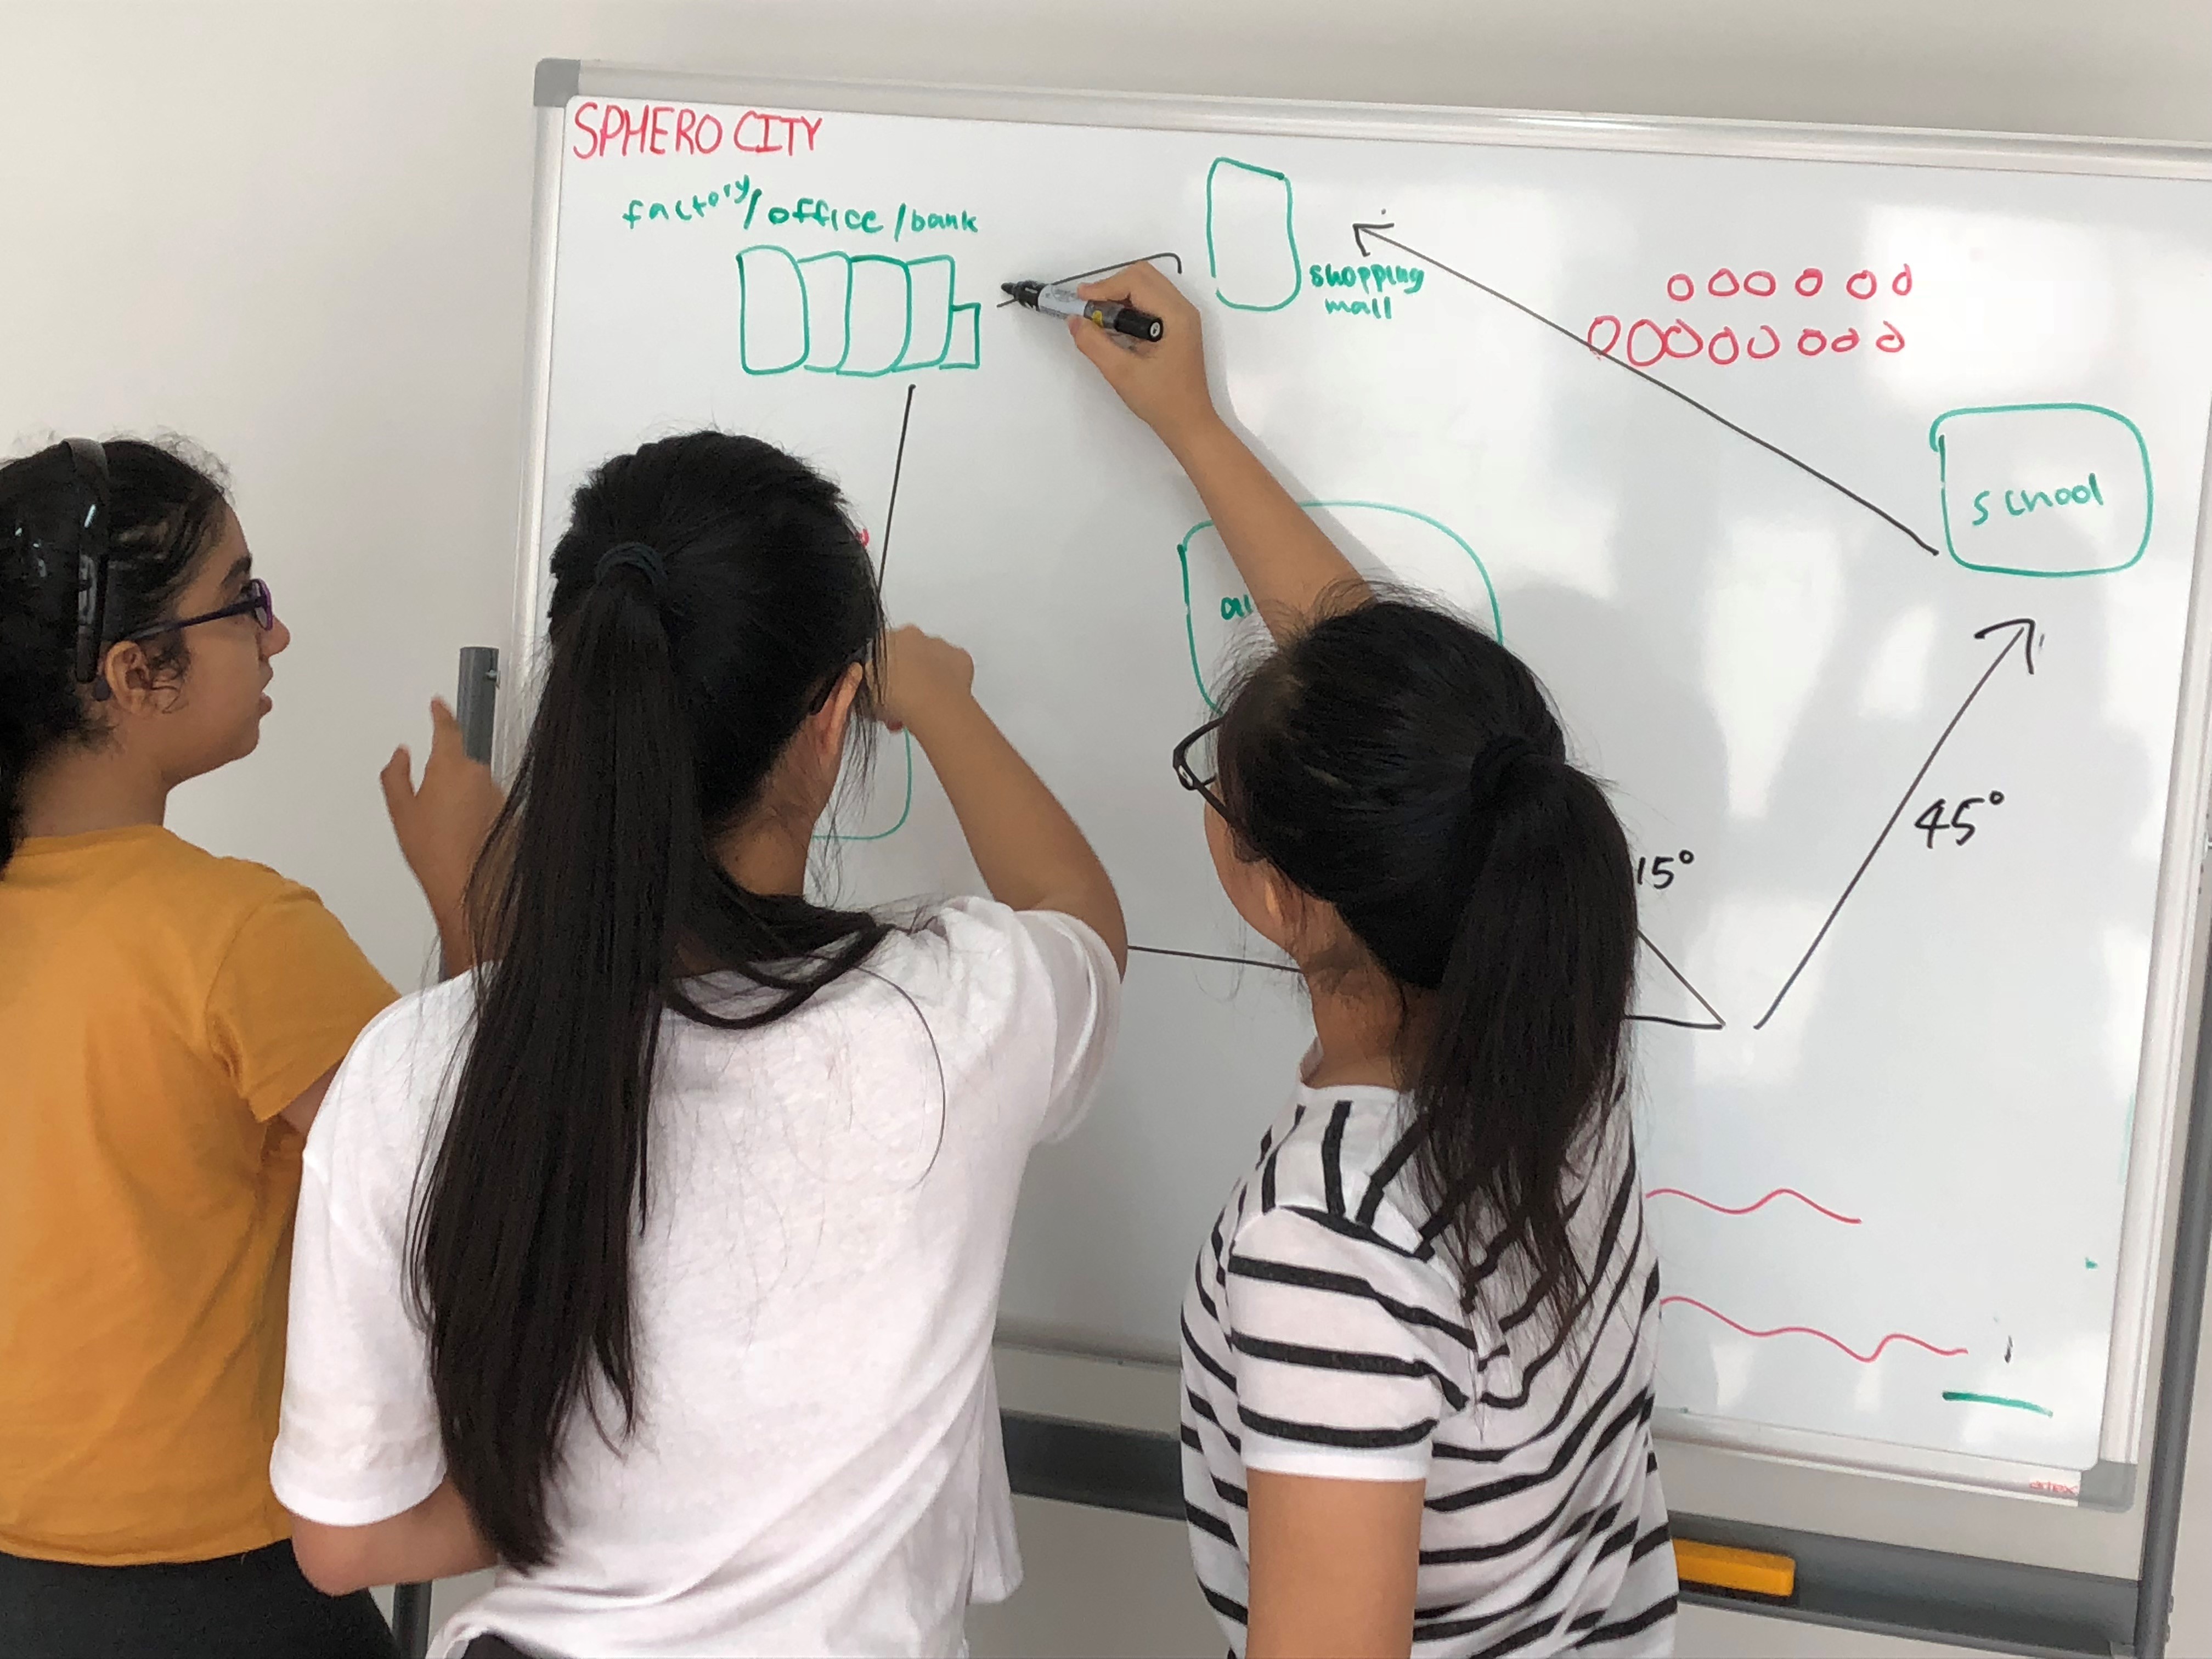 SPHERO CITY
factory/office/bank
shopping
mall
school
45°
15°